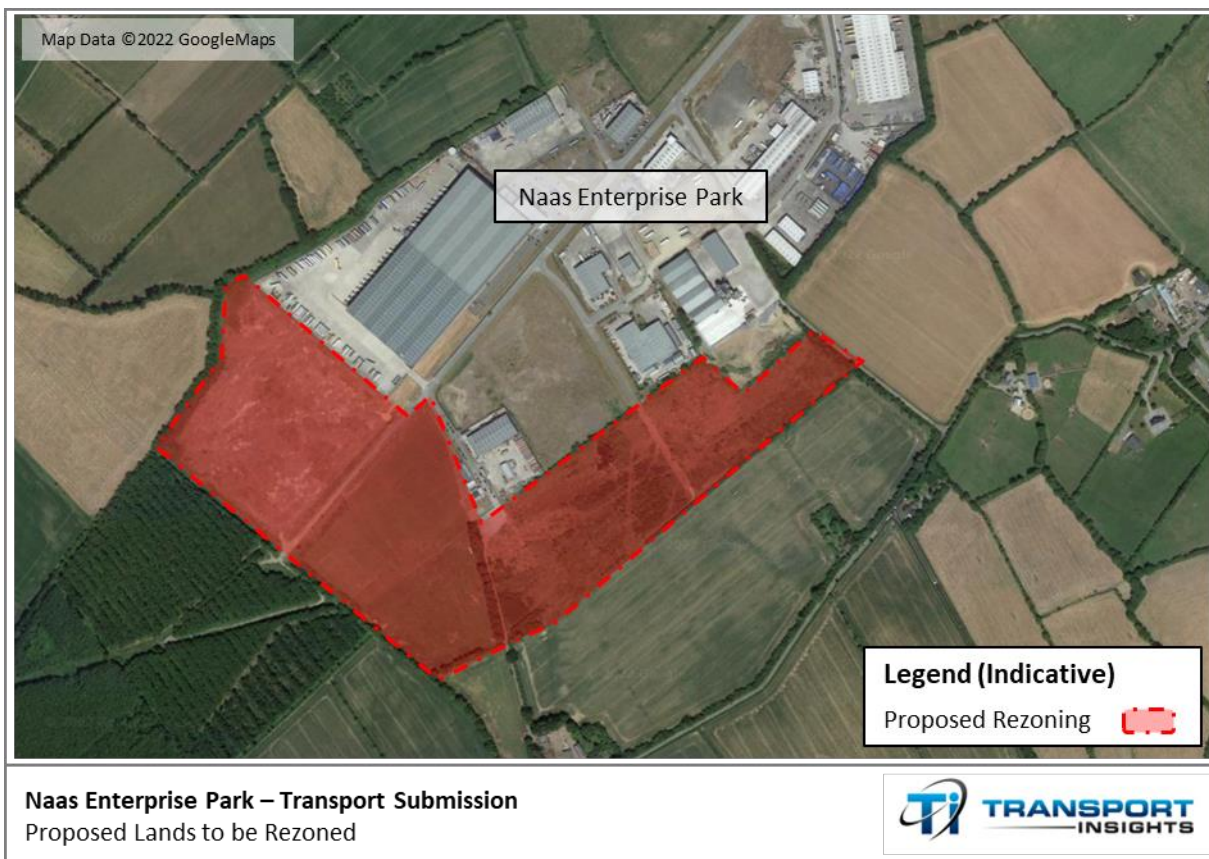 Map Data ©2022 GoogleMaps
Naas Enterprise Park
Legend (Indicative)
Proposed Rezoning
Naas Enterprise Park – Transport Submission
Proposed Lands to be Rezoned
Ti TRANSPORT
INSIGHTS